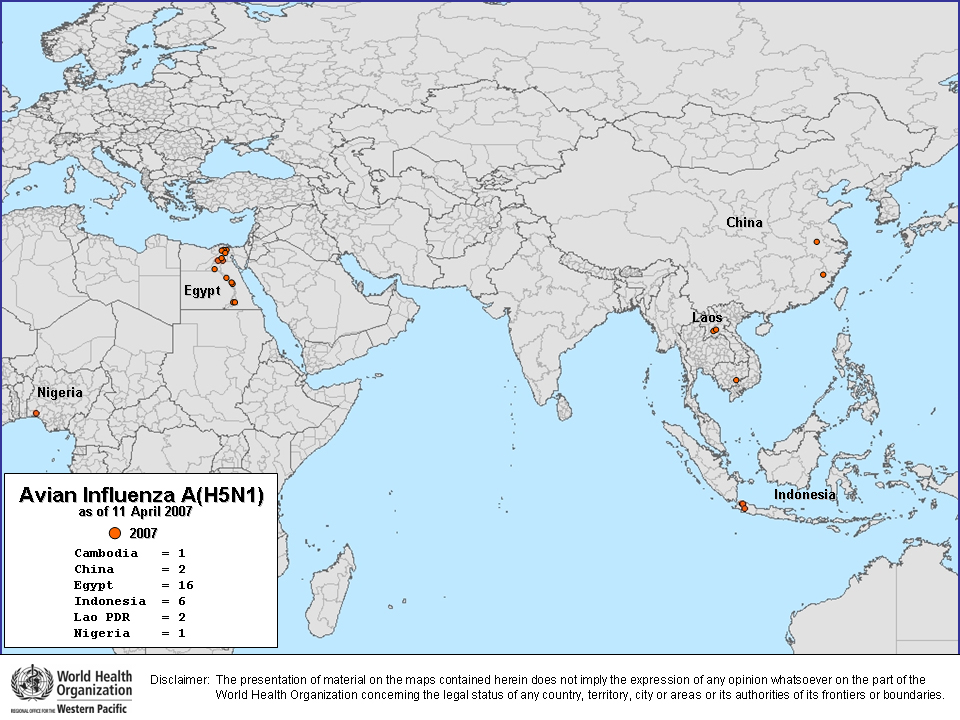 China
Laos
Egypt
Nigeria
Indonesia
Avian Influenza A(H5N1)
as of 11 April 2007
2007
Cambodia = 1
China = 2
Egypt = 16
Indonesia = 6
Lao PDR = 2
Nigeria = 1
World Health
Organization
REGIONAL OFFICE FOR THE Western Pacific
Disclaimer: The presentation of material on the maps contained herein does not imply the expression of any opinion whatsoever on the part of the
World Health Organization concerning the legal status of any country, territory, city or areas or its authorities of its frontiers or boundaries.